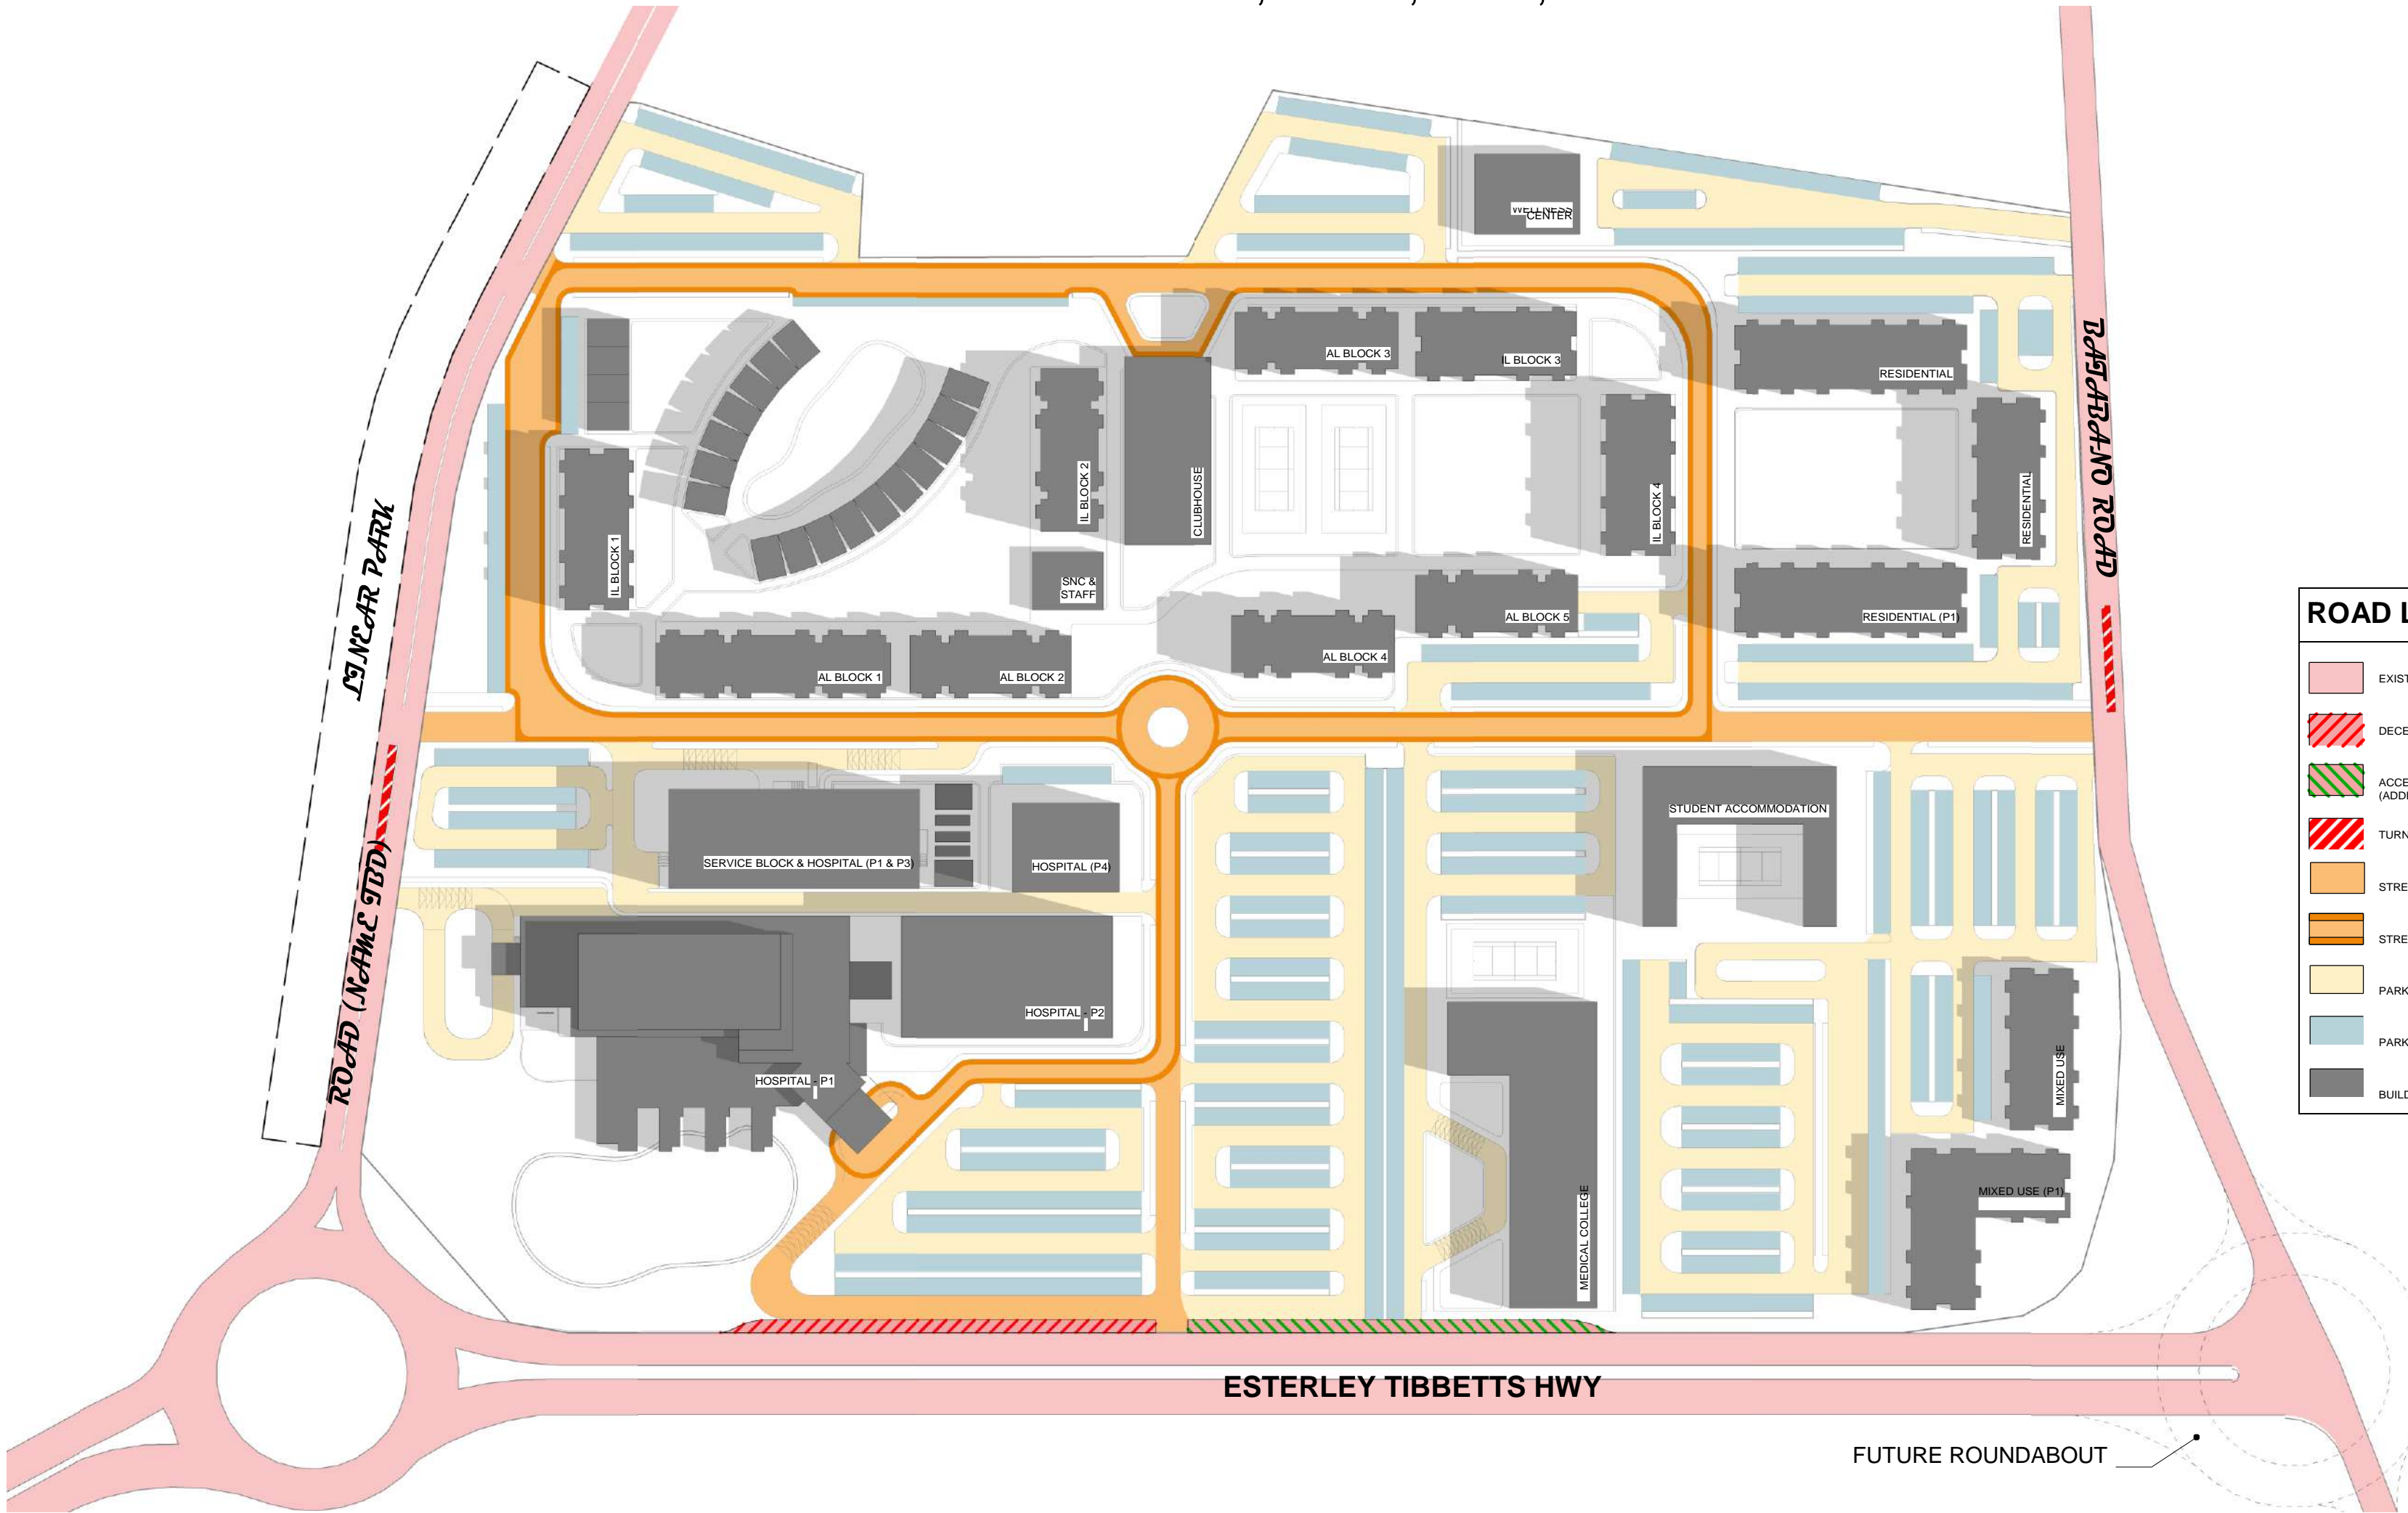 WELLNESS
CENTER
AL BLOCK 3
IL BLOCK 3
RESIDENTIAL
BATABANO ROAD
LINEAR PARK
IL BLOCK 1
IL BLOCK 2
CLUBHOUSE
IL BLOCK 4
RESIDENTIAL
SNC &
STAFF
AL BLOCK 5
RESIDENTIAL (P1)
AL BLOCK 4
AL BLOCK 1
AL BLOCK 2
ROAD (NAME TBD)
SERVICE BLOCK & HOSPITAL (P1 & P3)
HOSPITAL (P4)
STUDENT ACCOMMODATION
HOSPITAL - P2
HOSPITAL - P1
MEDICAL COLLEGE
MIXED USE
MIXED USE (P1)
ESTERLEY TIBBETTS HWY
FUTURE ROUNDABOUT
ROAD L
EXIST
DECE
ACCE
(ADD
TURN
STRE
STRE
PARK
PARK
BUILD